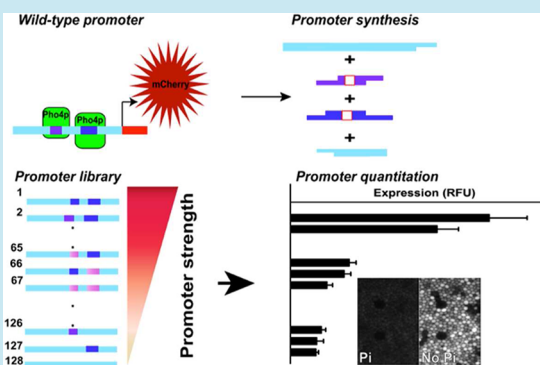 Wild-type promoter
Promoter synthesis
mCherry
Pho4p
Pho4p
+
+
+
Promoter library
Promoter quantitation
Expression (RFU)
1
2
65
66
67
126
127
128
Promoter strength
Pi
No Pi